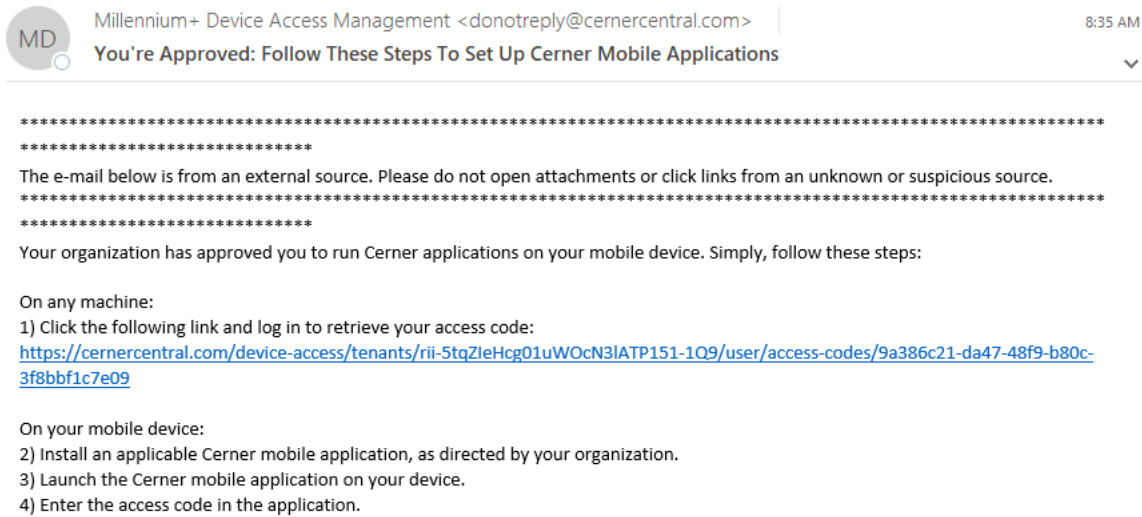 MD
Millennium+ Device Access Management <donotreply@cernercentral.com>
8:35 AM
You're Approved: Follow These Steps To Set Up Cerner Mobile Applications
**************************************************************************************************************
******************************
The e-mail below is from an external source. Please do not open attachments or click links from an unknown or suspicious source.
**************************************************************************************************************
******************************
Your organization has approved you to run Cerner applications on your mobile device. Simply, follow these steps:
On any machine:
1) Click the following link and log in to retrieve your access code:
https://cernercentral.com/device-access/tenants/rii-5tqZIeHcg01uWOcN3lATP151-1Q9/user/access-codes/9a386c21-da47-48f9-b80c-
3f8bbf1c7e09
On your mobile device:
2) Install an applicable Cerner mobile application, as directed by your organization.
3) Launch the Cerner mobile application on your device.
4) Enter the access code in the application.